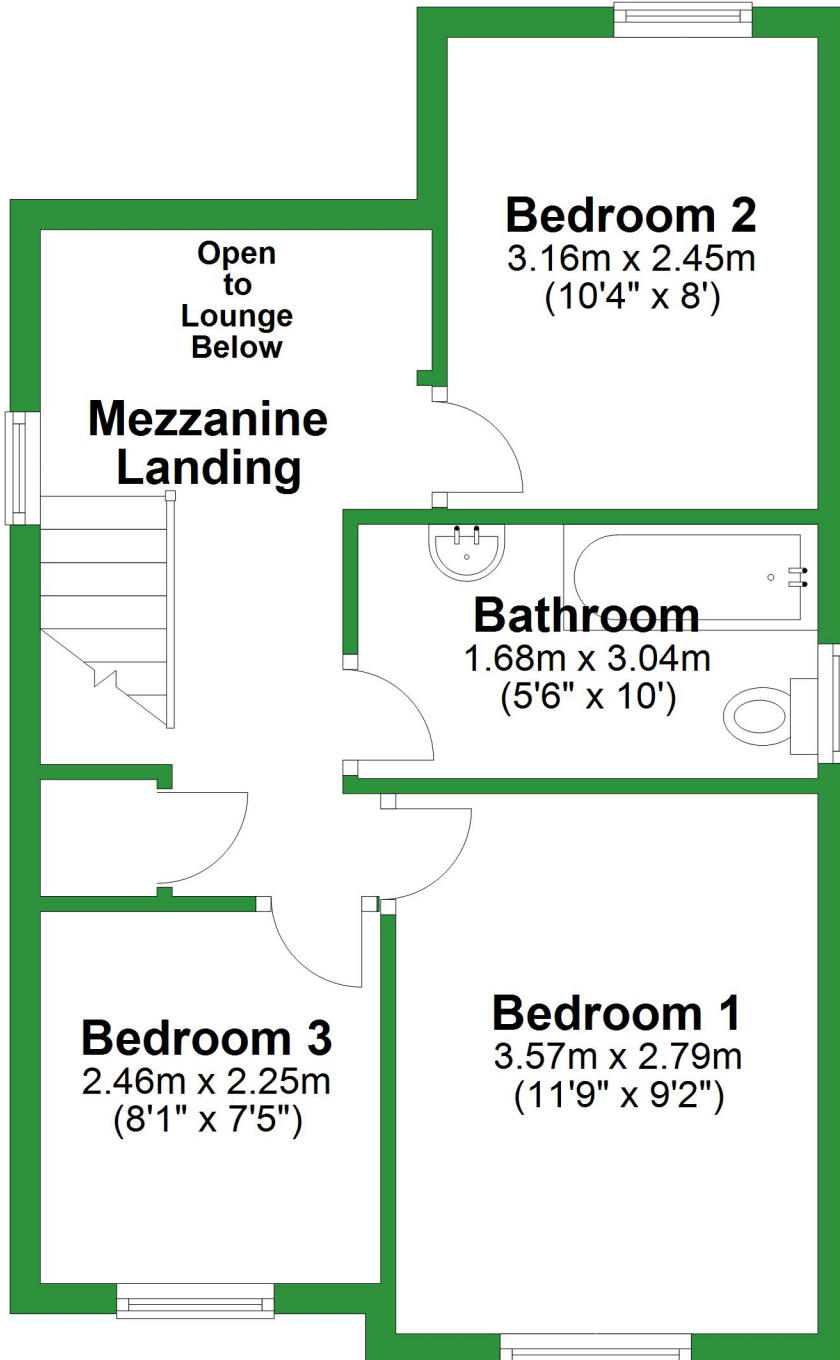 Bedroom 2
3.16m x 2.45m
(10'4" x 8')
Open
to
Lounge
Below
Mezzanine
Landing
Bathroom
1.68m x 3.04m
(5'6" x 10')
Bedroom 1
3.57m x 2.79m
(11'9" x 9'2")
Bedroom 3
2.46m x 2.25m
(8'1" x 7'5")